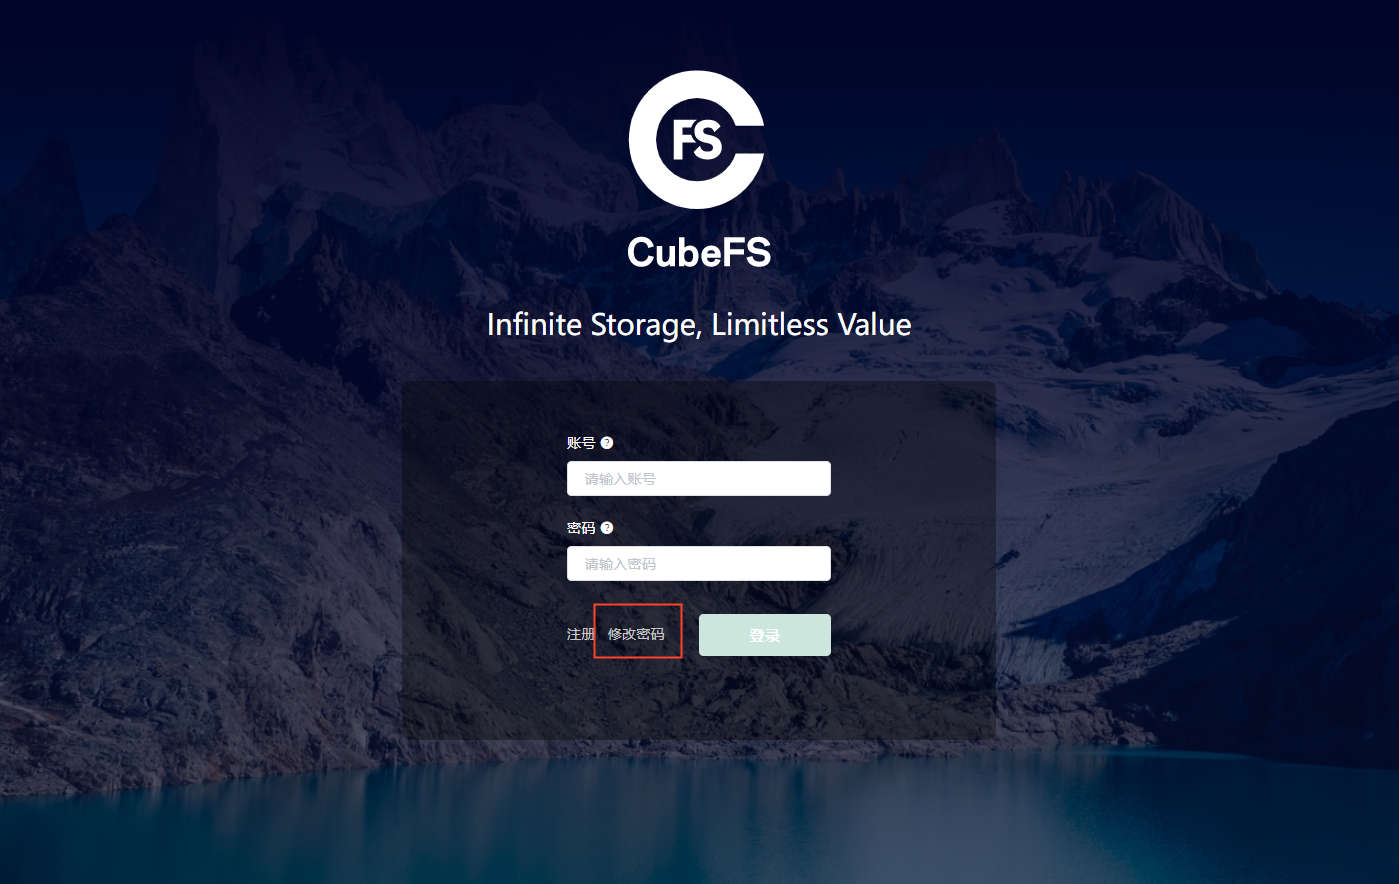 FS
CubeFS
Infinite Storage, Limitless Value
账号 ?
请输入账号
密码 ?
请输入密码
注册 修改密码 登录